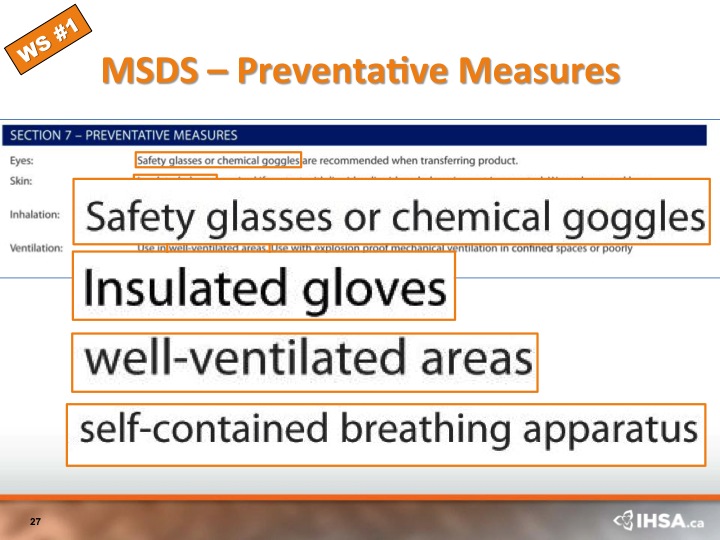 WS #1
MSDS – Preventative Measures
SECTION 7 – PREVENTATIVE MEASURES
Eyes: Safety glasses or chemical goggles are recommended when transferring product.
Skin:
Safety glasses or chemical goggles
Inhalation:
Ventilation: Use in well-ventilated areas. Use with explosion proof mechanical ventilation in confined spaces or poorly
Insulated gloves
well-ventilated areas
self-contained breathing apparatus
27
IHSA.ca